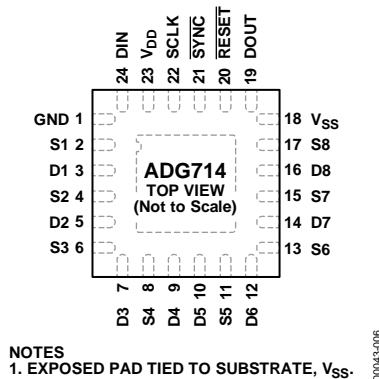 24 DIN
23 VDD
22 SCLK
21 SYNC
20 RESET
19 DOUT
GND 1
S1 2
D1 3
S2 4
D2 5
S3 6
ADG714
TOP VIEW
(Not to Scale)
18 VSS
17 S8
16 D8
15 S7
14 D7
13 S6
D3 7
S4 8
D4 9
D5 10
S5 11
D6 12
NOTES
1. EXPOSED PAD TIED TO SUBSTRATE, VSS.
00043-006